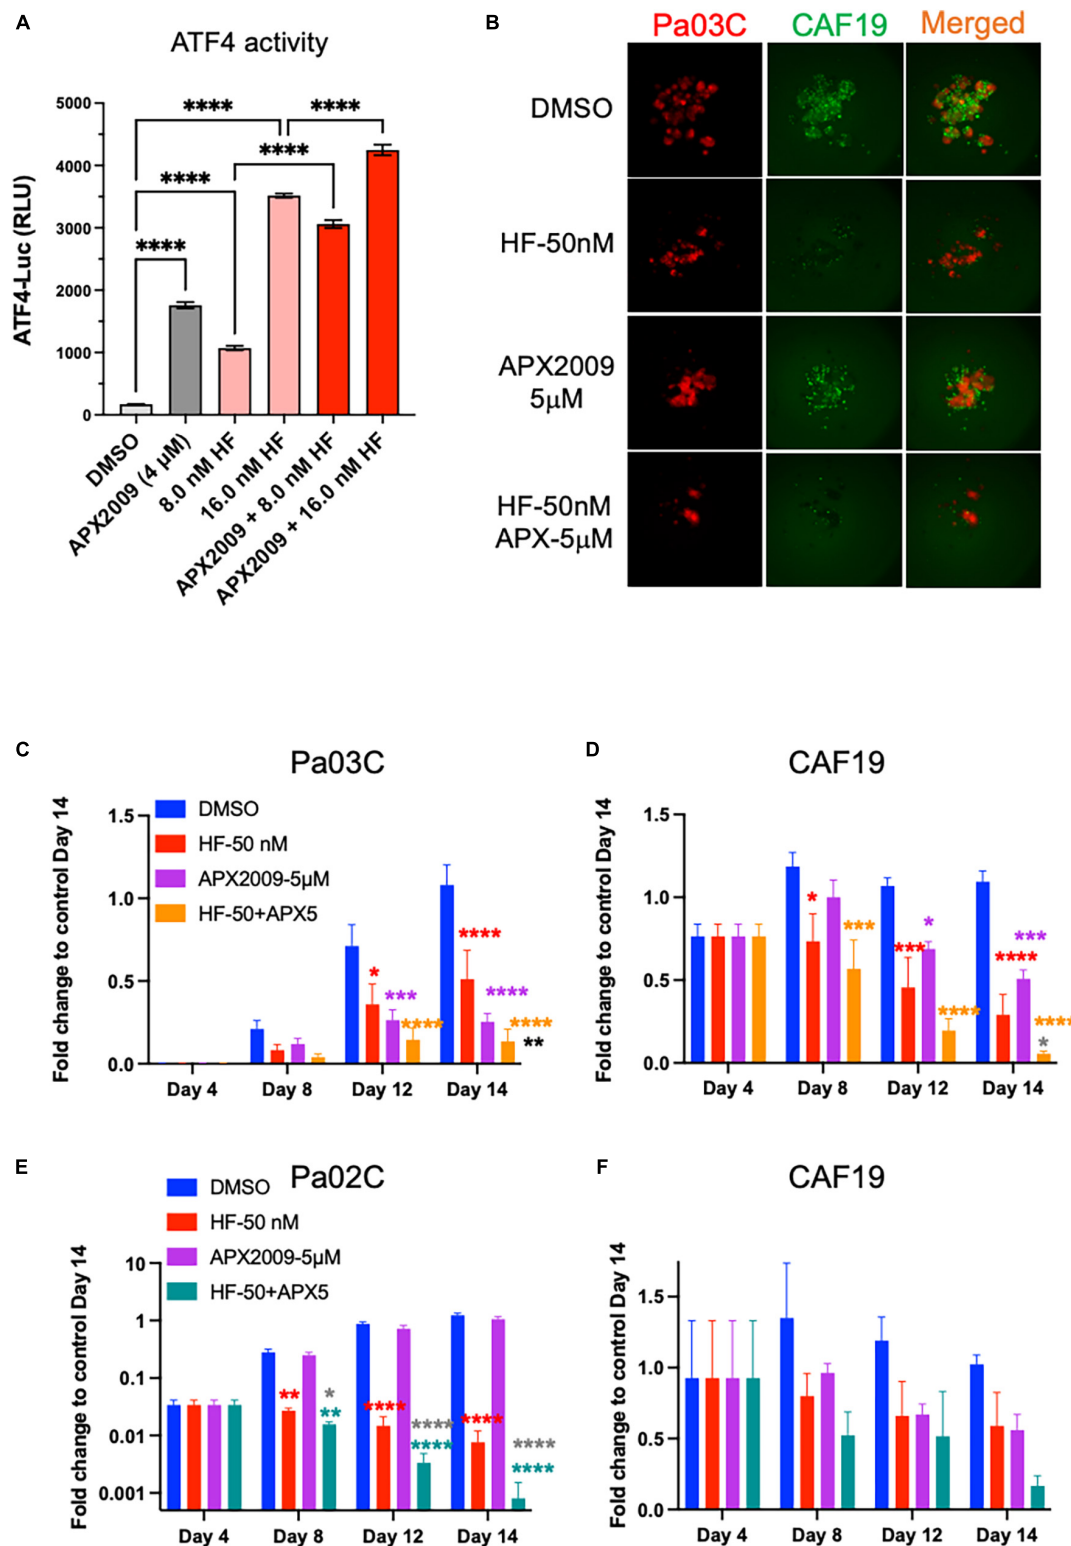 A
ATF4 activity
ATF4-Luc (RLU)
5000
4000
3000
2000
1000
0
****
****
****
****
****
DMSO
APX2009 (4 µM)
8.0 nM HF
16.0 nM HF
APX2009 + 8.0 nM HF
APX2009 + 16.0 nM HF
B
Pa03C
CAF19
Merged
DMSO
HF-50nM
APX2009
5µM
HF-50nM
APX-5µM
C
Pa03C
Fold change to control Day 14
DMSO
HF-50 nM
APX2009-5µM
HF-50+APX5
1.5
1.0
0.5
0.0
*
***
****
****
****
****
**
Day 4
Day 8
Day 12
Day 14
D
CAF19
Fold change to control Day 14
1.5
1.0
0.5
0.0
*
***
***
*
****
***
****
****
*
Day 4
Day 8
Day 12
Day 14
E
Pa02C
Fold change to control Day 14
DMSO
HF-50 nM
APX2009-5µM
HF-50+APX5
10
1
0.1
0.01
0.001
**
*
**
****
****
****
****
****
****
Day 4
Day 8
Day 12
Day 14
F
CAF19
Fold change to control Day 14
1.5
1.0
0.5
0.0
Day 4
Day 8
Day 12
Day 14